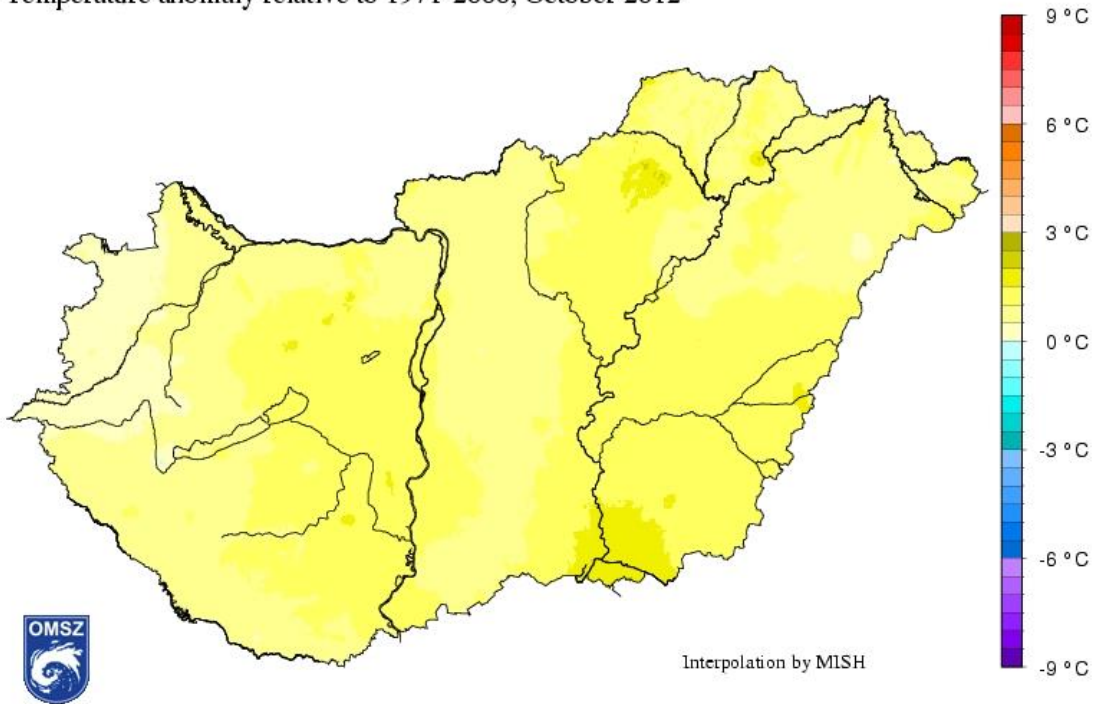 9 °C
6 °C
3 °C
0 °C
-3 °C
-6 °C
-9 °C
OMSZ
Interpolation by MISH